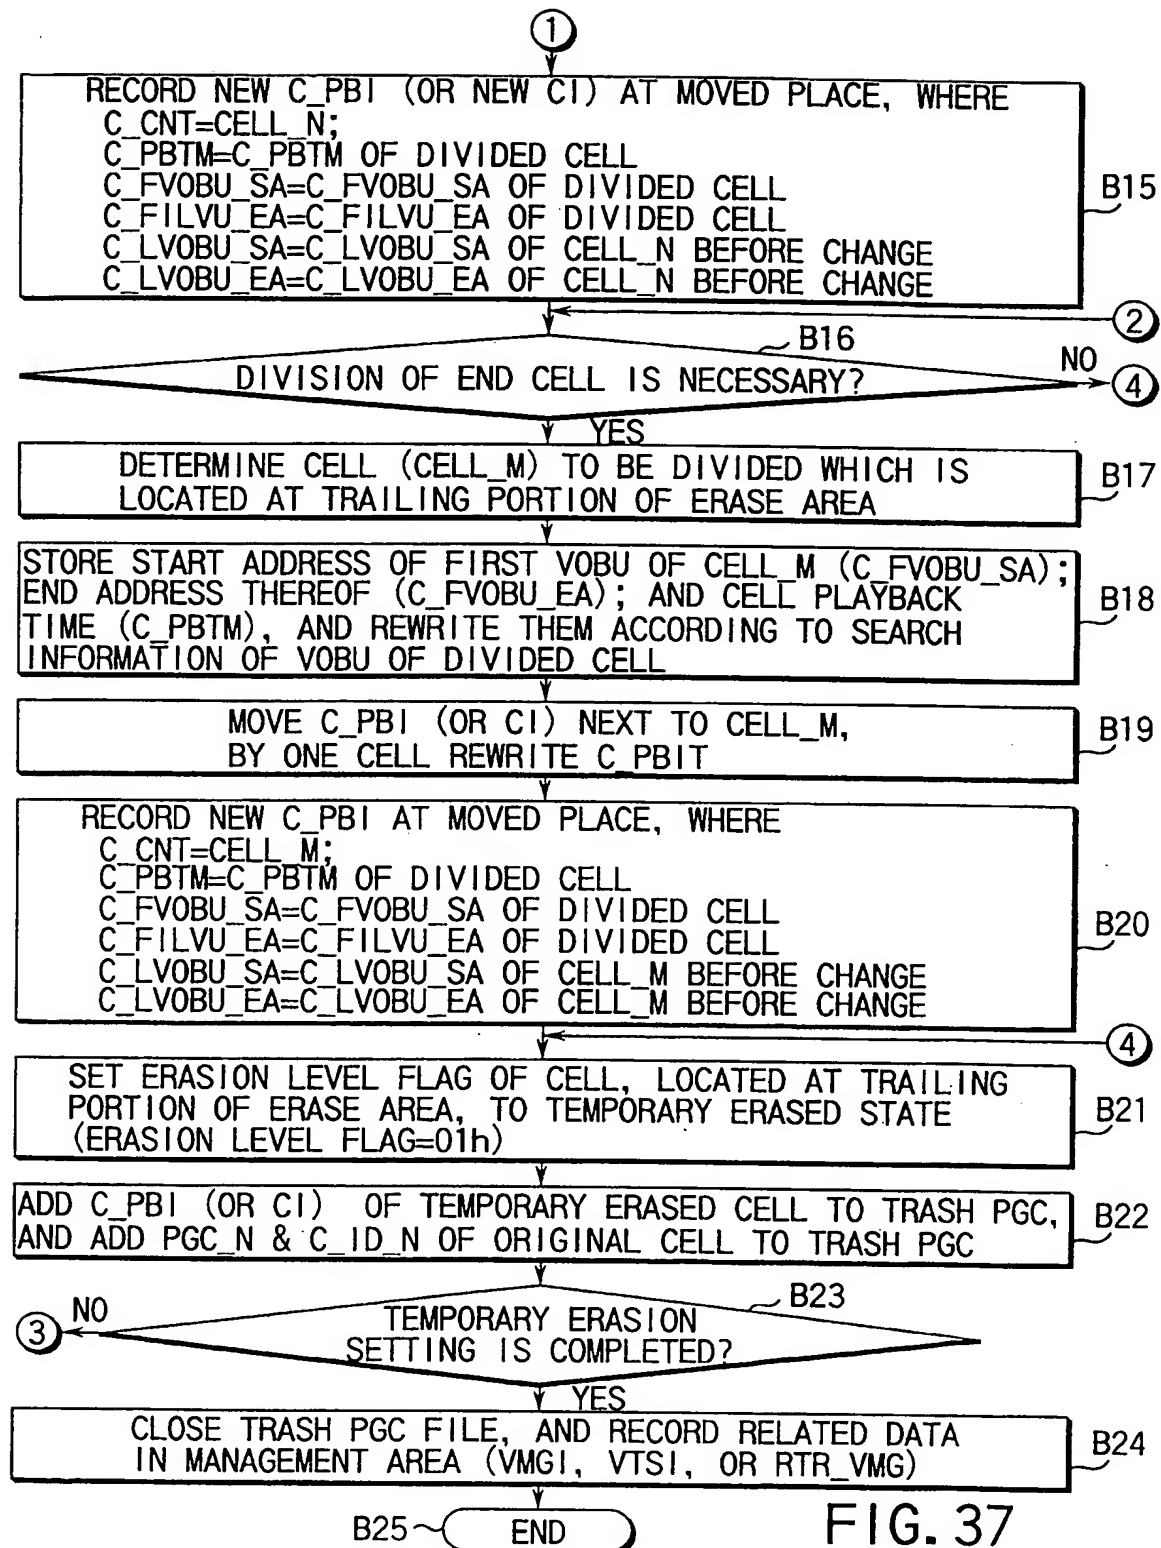 1
RECORD NEW C_PBI (OR NEW CI) AT MOVED PLACE, WHERE
C_CNT=CELL_N;
C_PBTM=C_PBTM OF DIVIDED CELL
C_FVOBU_SA=C_FVOBU_SA OF DIVIDED CELL
C_FILVU_EA=C_FILVU_EA OF DIVIDED CELL
C_LVOBU_SA=C_LVOBU_SA OF CELL_N BEFORE CHANGE
C_LVOBU_EA=C_LVOBU_EA OF CELL_N BEFORE CHANGE
B15
2
B16
DIVISION OF END CELL IS NECESSARY?
NO
4
YES
DETERMINE CELL (CELL_M) TO BE DIVIDED WHICH IS
LOCATED AT TRAILING PORTION OF ERASE AREA
B17
STORE START ADDRESS OF FIRST VOBU OF CELL_M (C_FVOBU_SA);
END ADDRESS THEREOF (C_FVOBU_EA); AND CELL PLAYBACK
TIME (C_PBTM), AND REWRITE THEM ACCORDING TO SEARCH
INFORMATION OF VOBU OF DIVIDED CELL
B18
MOVE C_PBI (OR CI) NEXT TO CELL_M,
BY ONE CELL REWRITE C_PBIT
B19
RECORD NEW C_PBI AT MOVED PLACE, WHERE
C_CNT=CELL_M;
C_PBTM=C_PBTM OF DIVIDED CELL
C_FVOBU_SA=C_FVOBU_SA OF DIVIDED CELL
C_FILVU_EA=C_FILVU_EA OF DIVIDED CELL
C_LVOBU_SA=C_LVOBU_SA OF CELL_M BEFORE CHANGE
C_LVOBU_EA=C_LVOBU_EA OF CELL_M BEFORE CHANGE
B20
4
SET ERASION LEVEL FLAG OF CELL, LOCATED AT TRAILING
PORTION OF ERASE AREA, TO TEMPORARY ERASED STATE
(ERASION LEVEL FLAG=01h)
B21
ADD C_PBI (OR CI) OF TEMPORARY ERASED CELL TO TRASH PGC,
AND ADD PGC_N & C_ID_N OF ORIGINAL CELL TO TRASH PGC
B22
B23
NO
3
TEMPORARY ERASION
SETTING IS COMPLETED?
YES
CLOSE TRASH PGC FILE, AND RECORD RELATED DATA
IN MANAGEMENT AREA (VMGI, VTSI, OR RTR_VMG)
B24
B25
END
FIG. 37